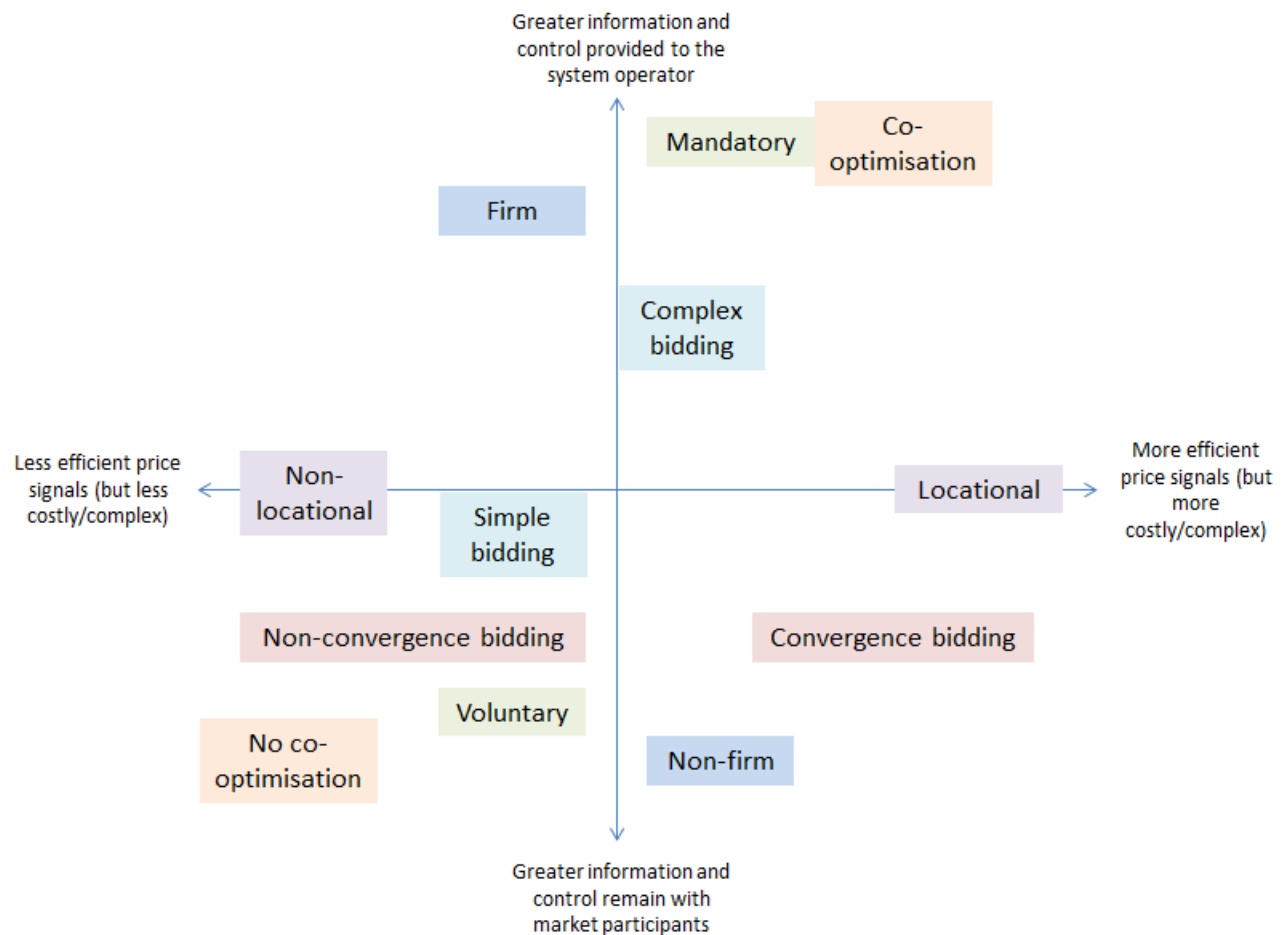 Greater information and
control provided to the
system operator
Mandatory
Co-
optimisation
Firm
Complex
bidding
Less efficient price
signals (but less
costly/complex)
Non-
locational
Locational
More efficient
price signals (but
more
costly/complex)
Simple
bidding
Non-convergence bidding
Convergence bidding
Voluntary
No co-
optimisation
Non-firm
Greater information and
control remain with
market participants